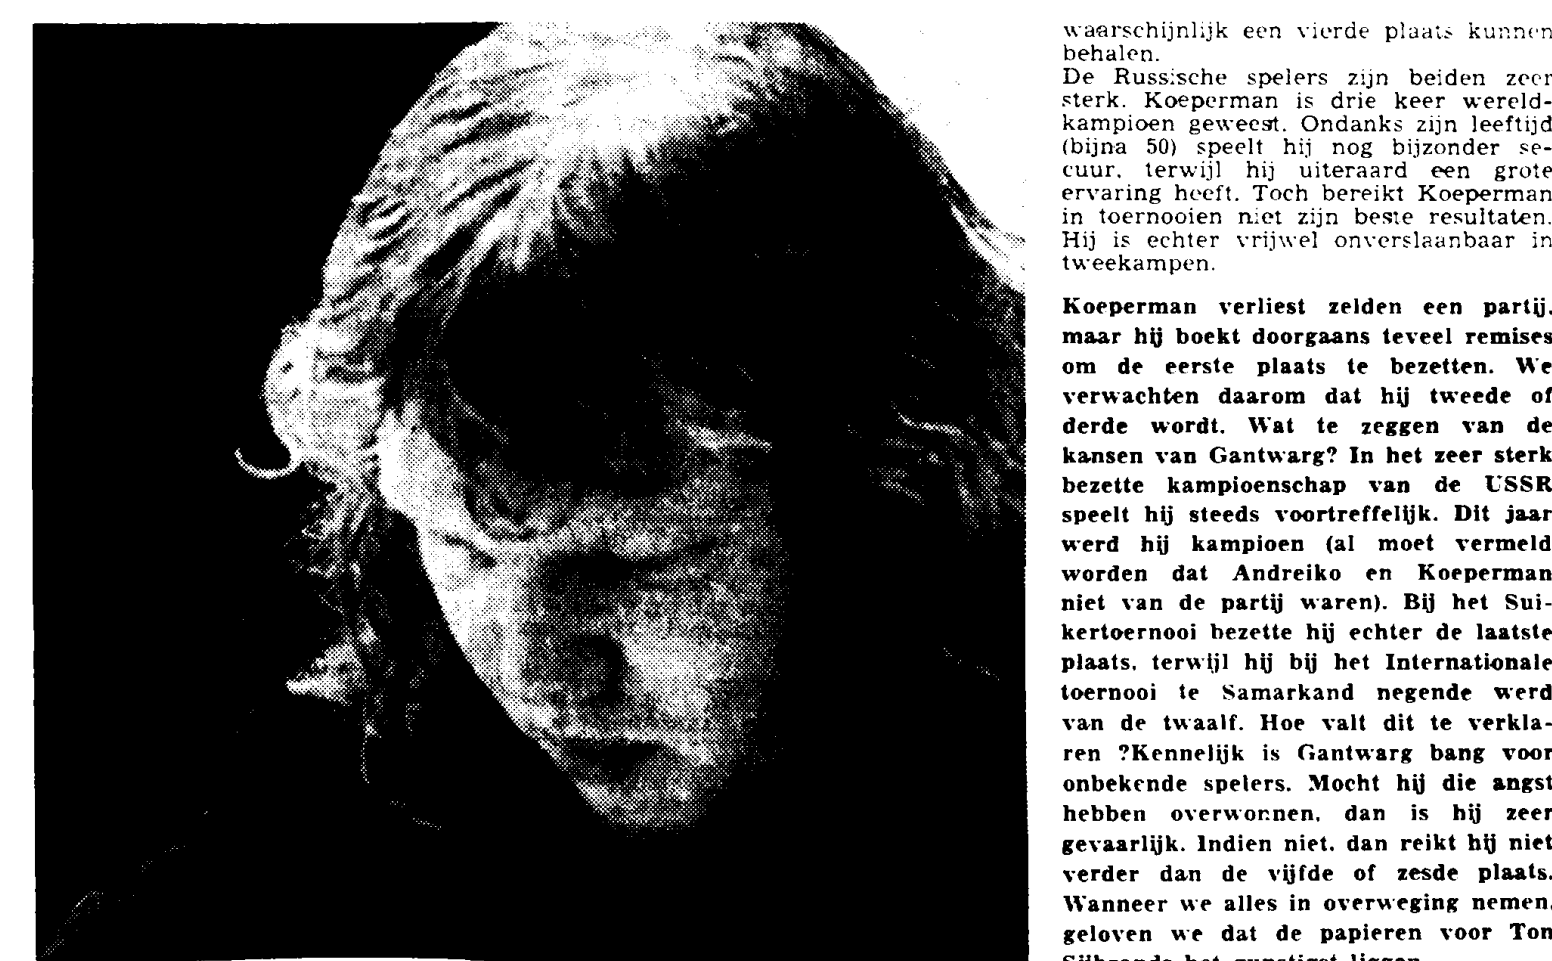 waarschijnlijk een vierde plaats kunnen
behalen.
De Russische spelers zijn beiden zeer
sterk. Koeperman is drie keer wereld-
kampioen geweest. Ondanks zijn leeftijd
(bijna 50) speelt hij nog bijzonder se-
cuur, terwijl hij uiteraard een grote
ervaring heeft. Toch bereikt Koeperman
in toernooien niet zijn beste resultaten.
Hij is echter vrijwel onverslaanbaar in
tweekampen.
Koeperman verliest zelden een partij,
maar hij boekt doorgaans teveel remises
om de eerste plaats te bezetten. We
verwachten daarom dat hij tweede of
derde wordt. Wat te zeggen van de
kansen van Gantwarg? In het zeer sterk
bezette kampioenschap van de USSR
speelt hij steeds voortreffelijk. Dit jaar
werd hij kampioen (al moet vermeld
worden dat Andreiko en Koeperman
niet van de partij waren). Bij het Sui-
kertoernooi bezette hij echter de laatste
plaats, terwijl hij bij het Internationale
toernooi te Samarkand negende werd
van de twaalf. Hoe valt dit te verkla-
ren ?Kennelijk is Gantwarg bang voor
onbekende spelers. Mocht hij die angst
hebben overwonnen, dan is hij zeer
gevaarlijk. Indien niet, dan reikt hij niet
verder dan de vijfde of zesde plaats.
Wanneer we alles in overweging nemen,
geloven we dat de papieren voor Ton
Sijbrands het gunstigst liggen.